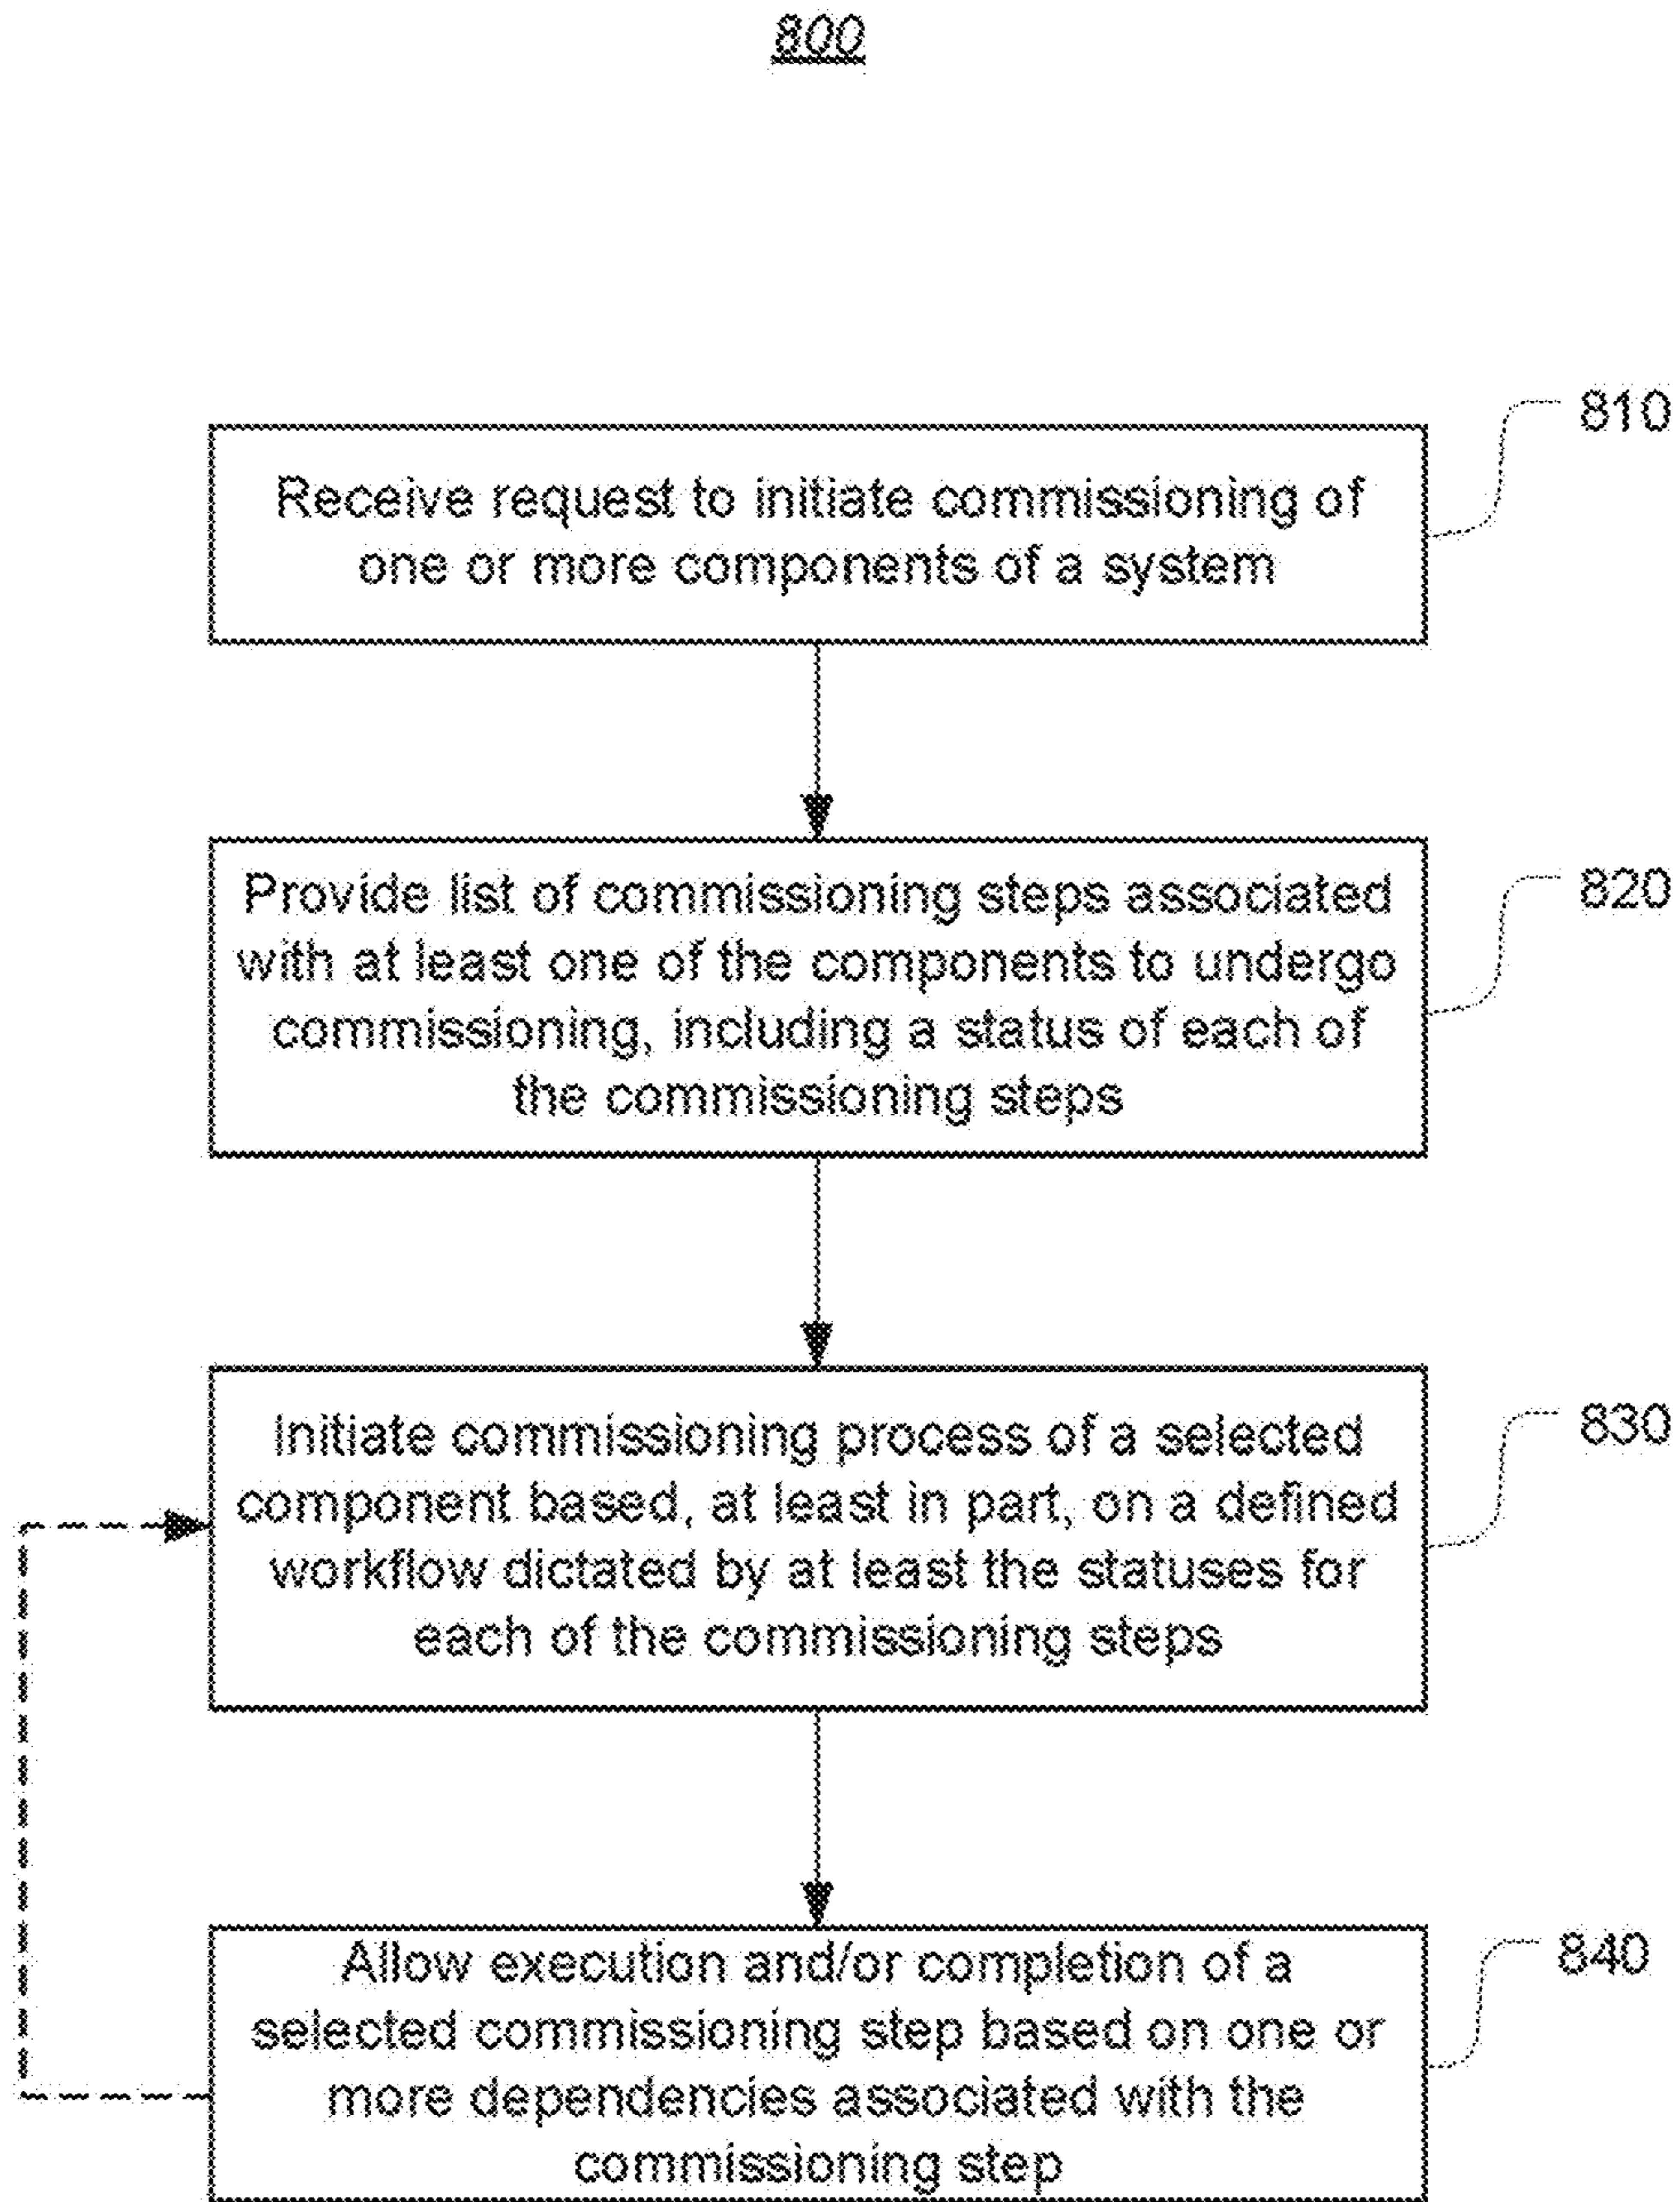 800
810
Receive request to initiate commissioning of
one or more components of a system
820
Provide list of commissioning steps associated
with at least one of the components to undergo
commissioning, including a status of each of
the commissioning steps
830
Initiate commissioning process of a selected
component based, at least in part, on a defined
workflow dictated by at least the statuses for
each of the commissioning steps
840
Allow execution and/or completion of a
selected commissioning step based on one or
more dependencies associated with the
commissioning step